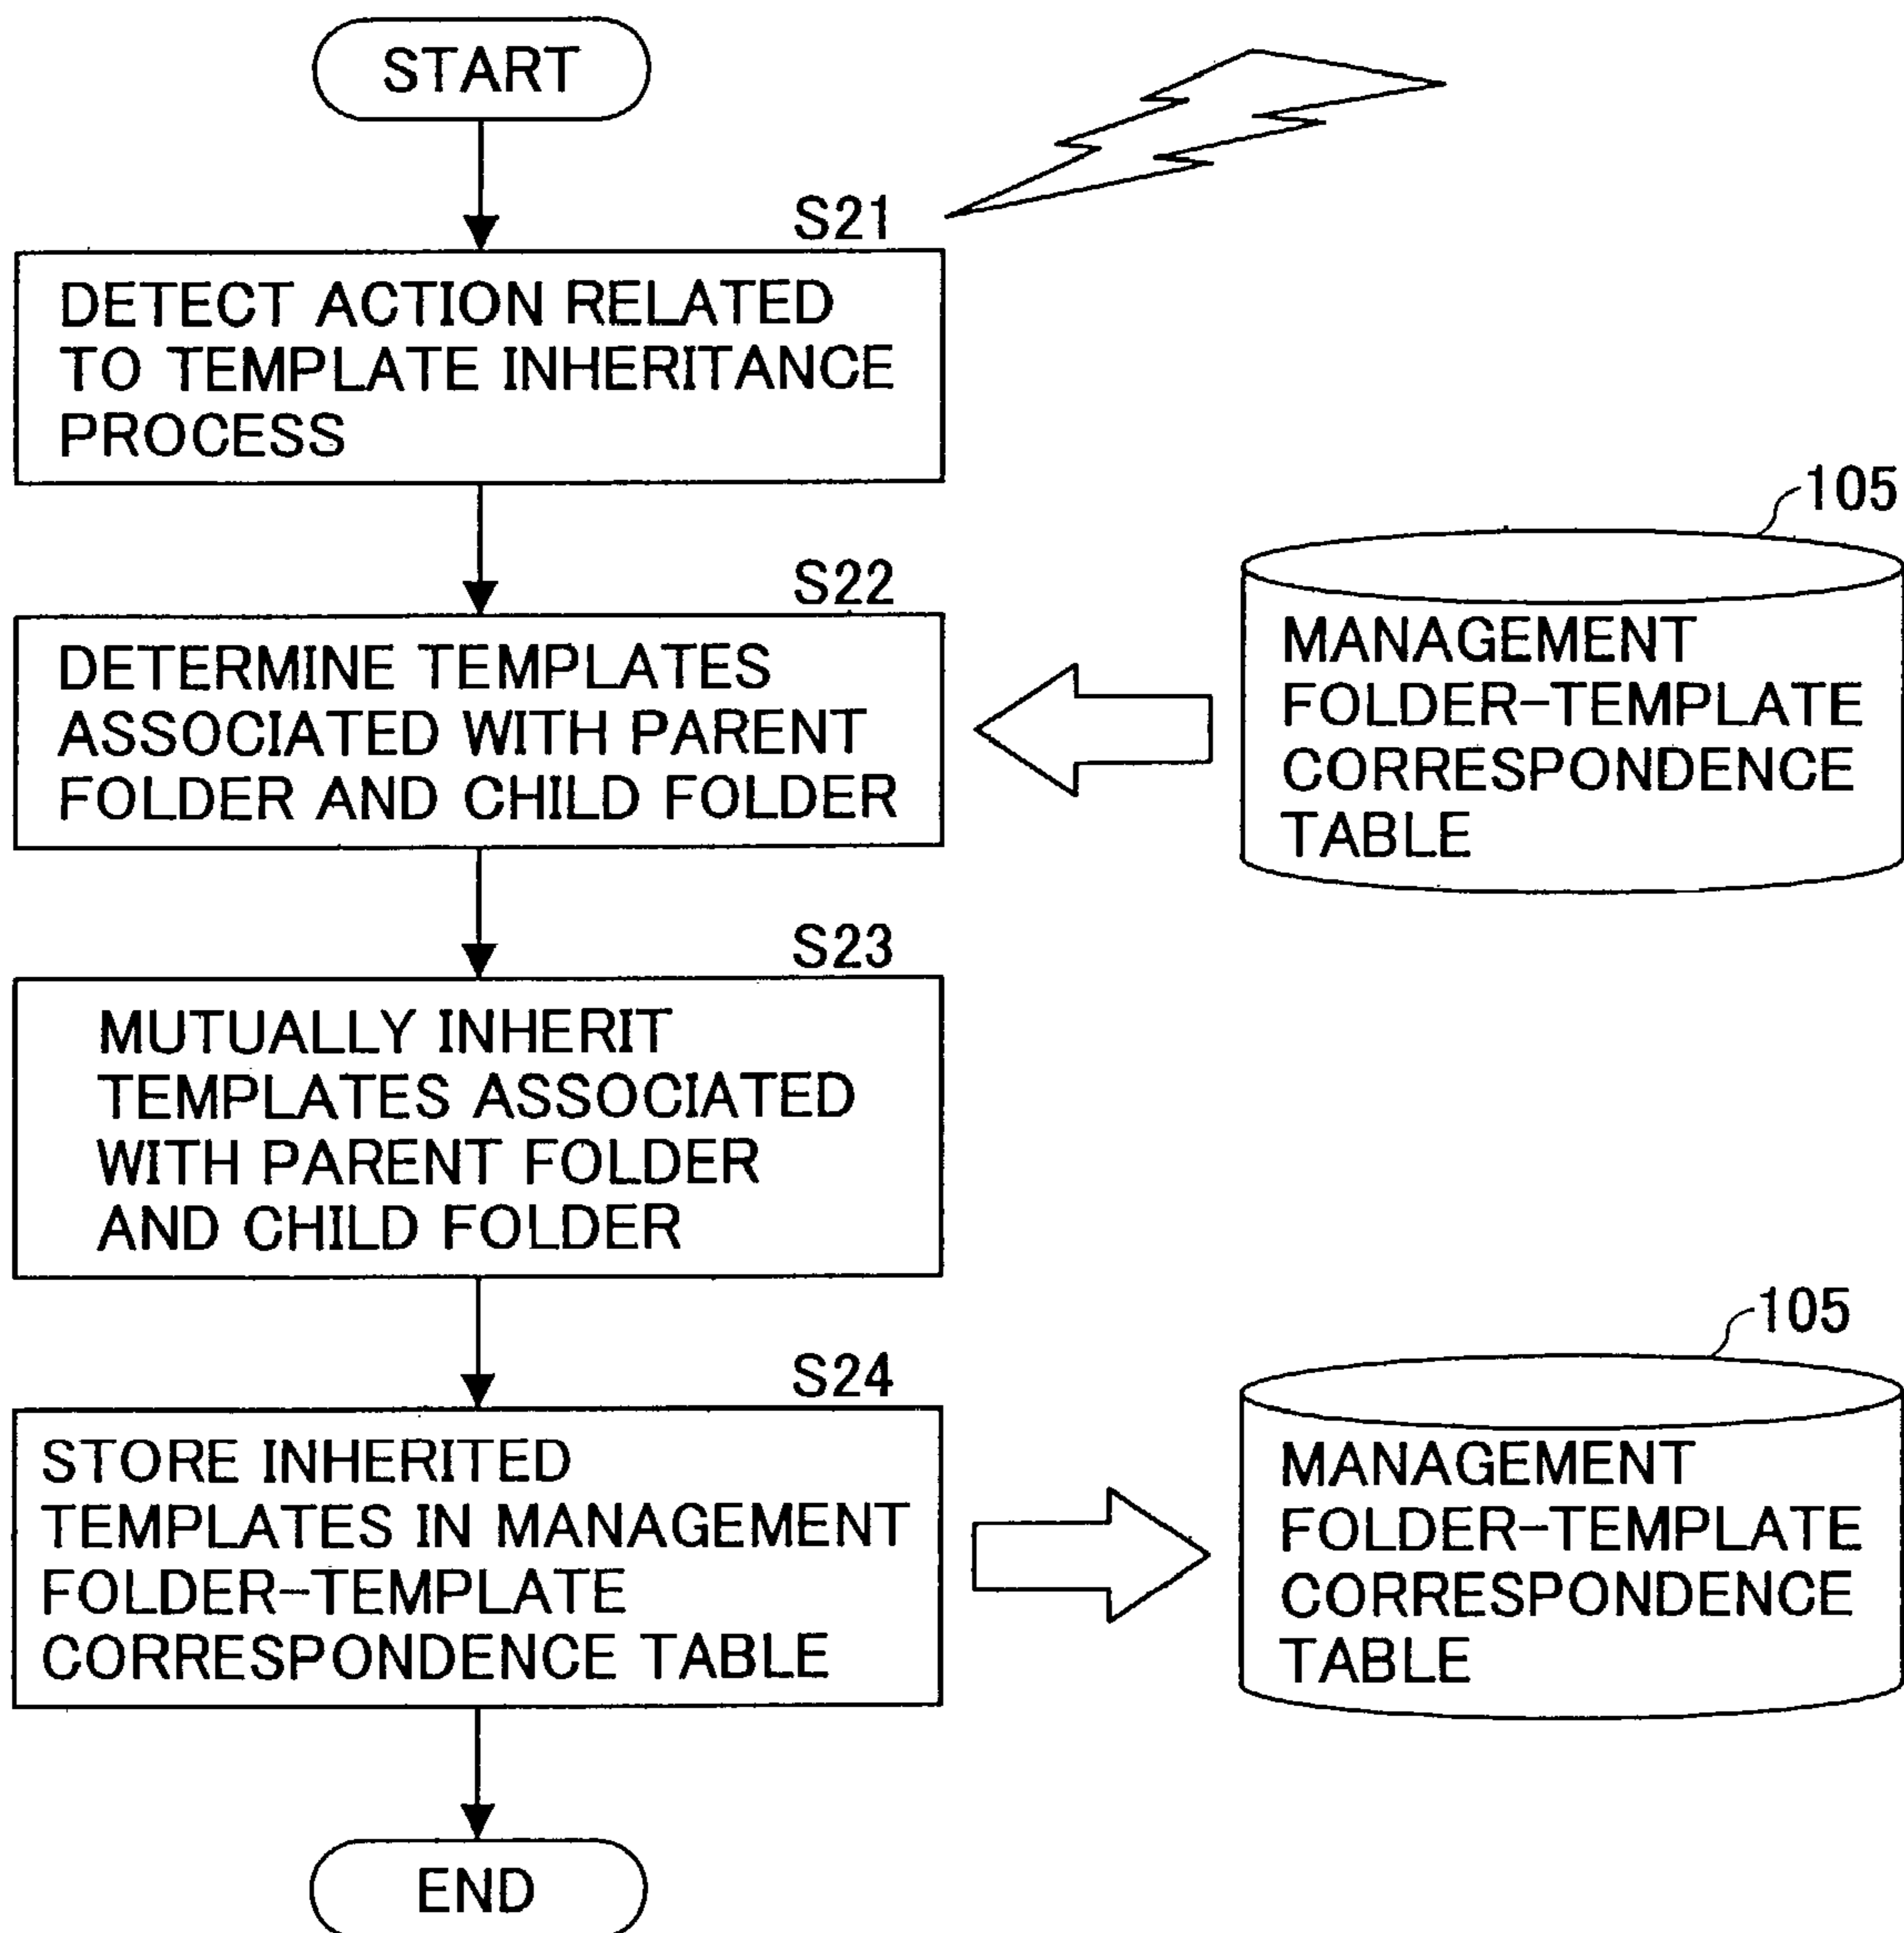 START
S21
DETECT ACTION RELATED
TO TEMPLATE INHERITANCE
PROCESS
105
S22
DETERMINE TEMPLATES
ASSOCIATED WITH PARENT
FOLDER AND CHILD FOLDER
MANAGEMENT
FOLDER-TEMPLATE
CORRESPONDENCE
TABLE
S23
MUTUALLY INHERIT
TEMPLATES ASSOCIATED
WITH PARENT FOLDER
AND CHILD FOLDER
105
S24
STORE INHERITED
TEMPLATES IN MANAGEMENT
FOLDER-TEMPLATE
CORRESPONDENCE TABLE
MANAGEMENT
FOLDER-TEMPLATE
CORRESPONDENCE
TABLE
END